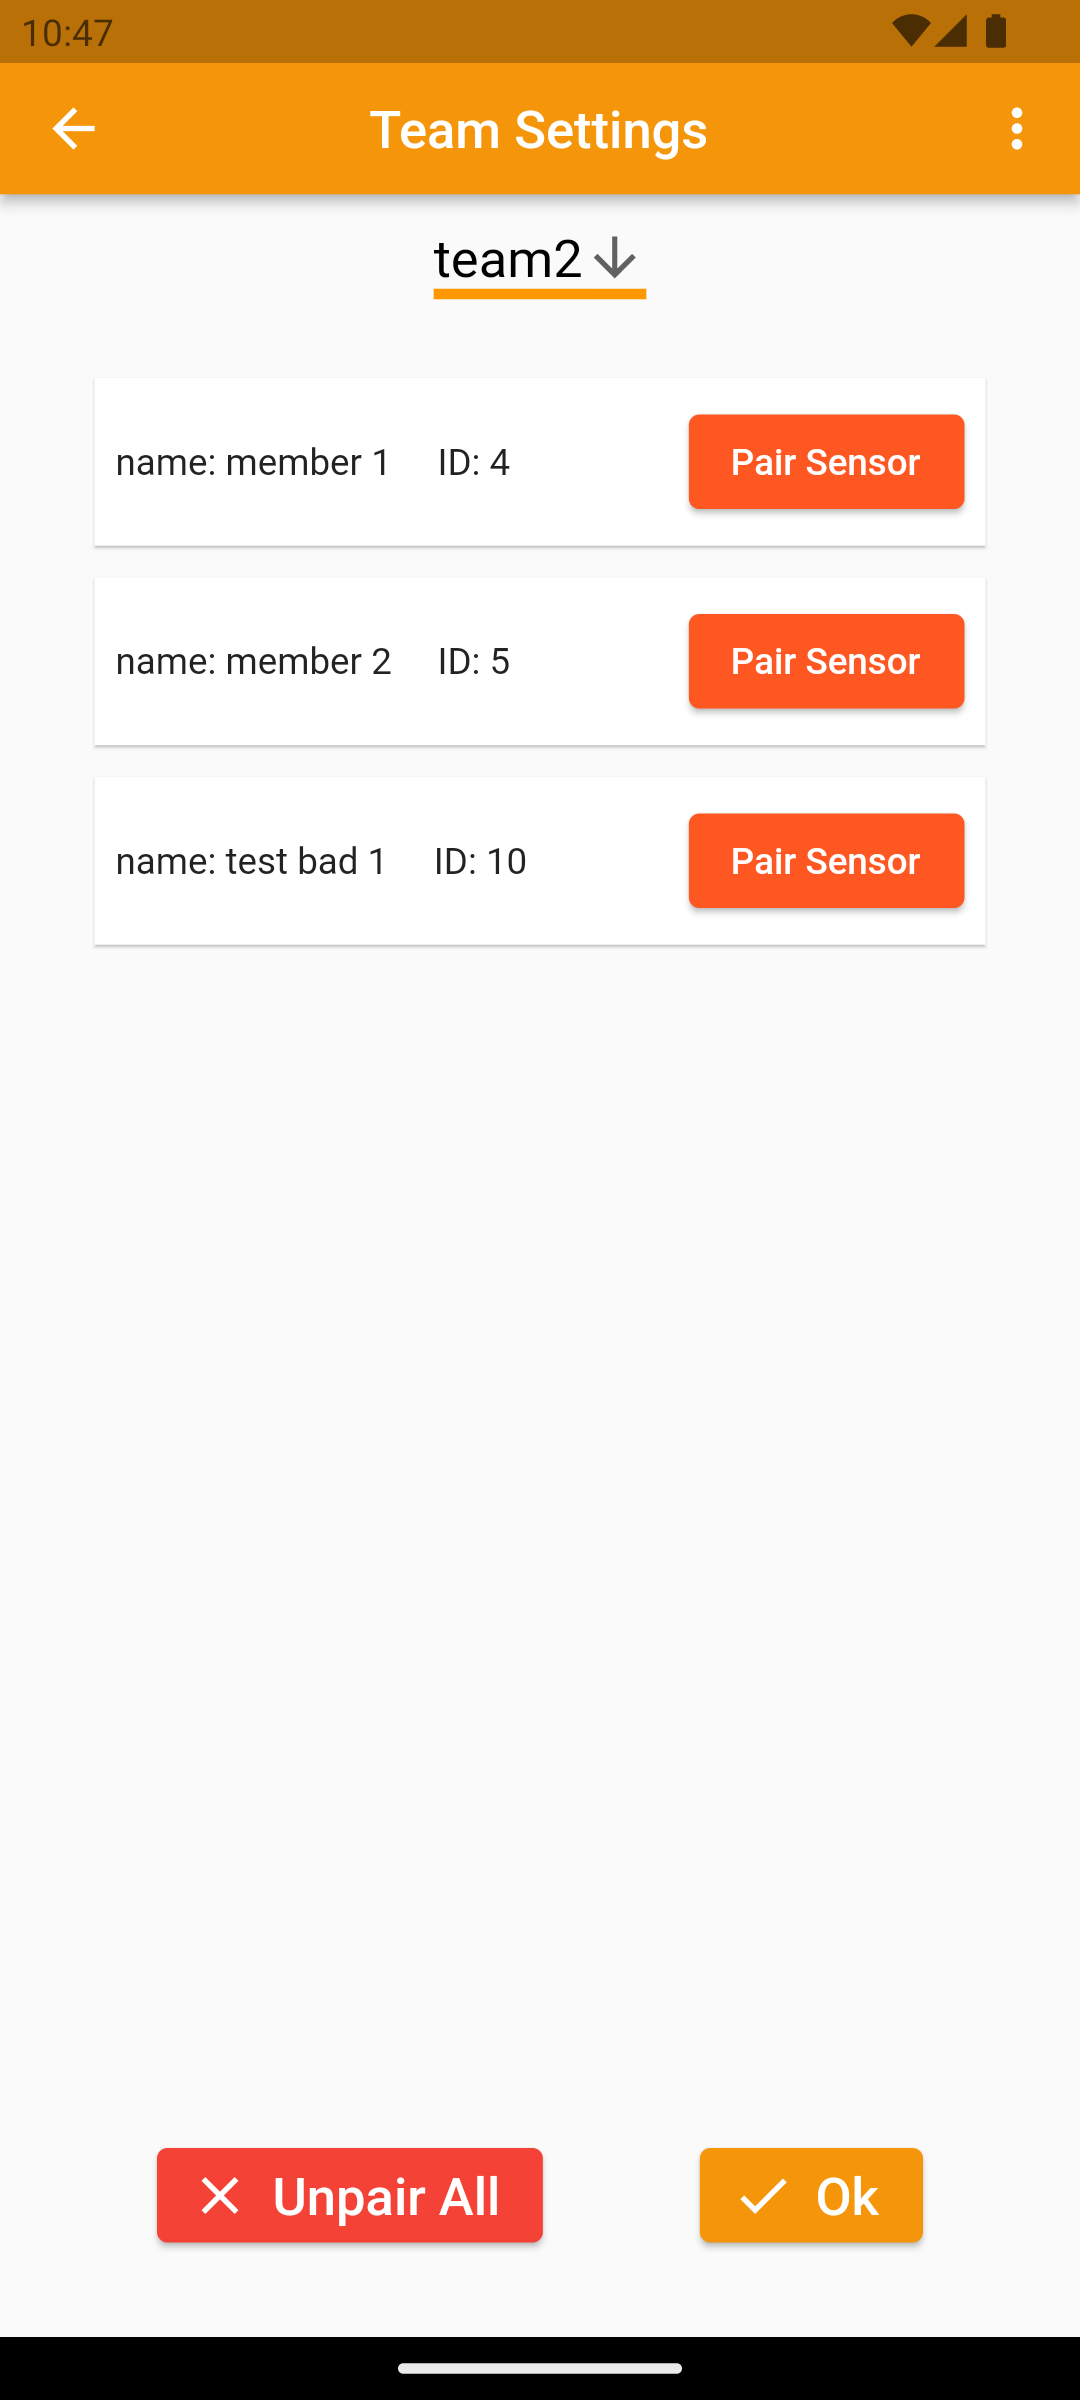 10:47
Team Settings
team2
name: member 1 ID: 4 Pair Sensor
name: member 2 ID: 5 Pair Sensor
name: test bad 1 ID: 10 Pair Sensor
Unpair All Ok